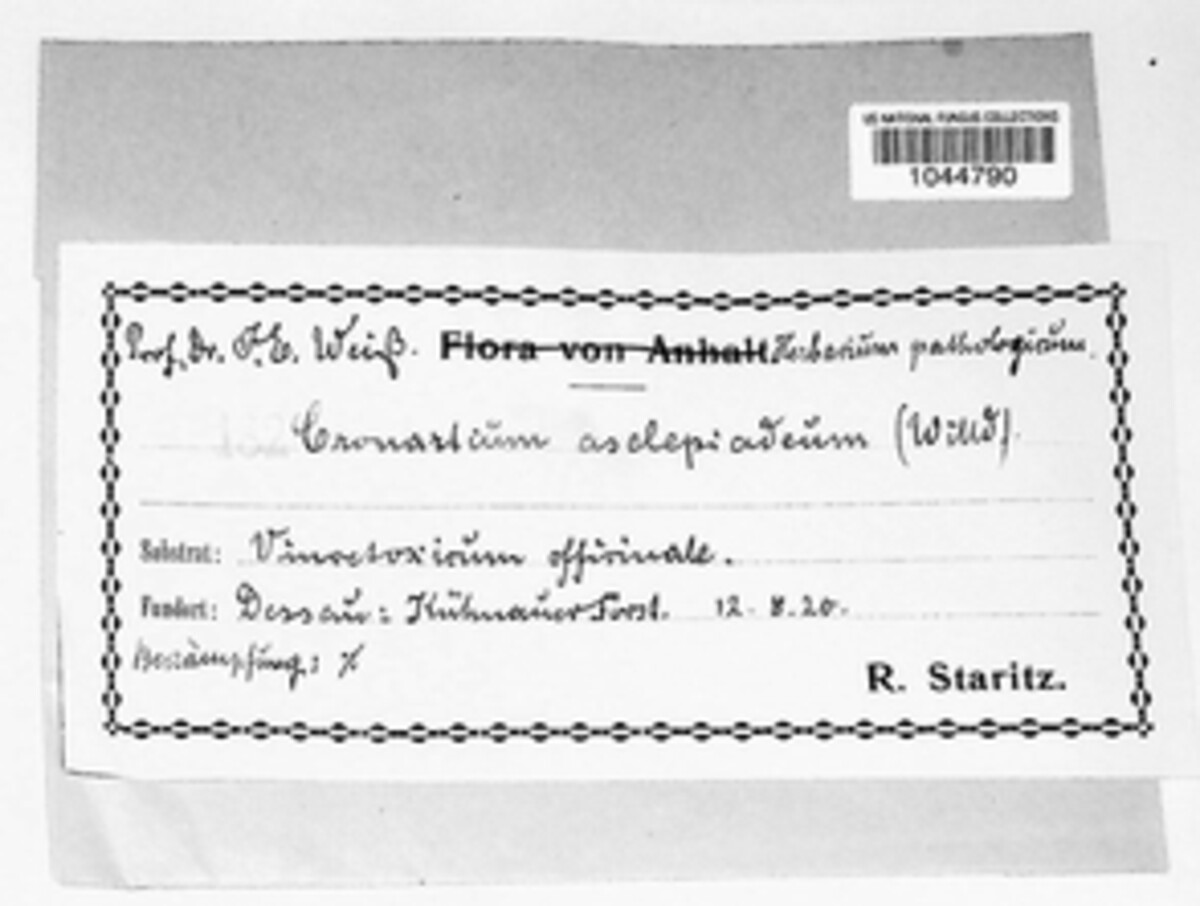 US NATIONAL FUNGUS COLLECTIONS
1044790
Prof. Dr. F. E. Weiß. Flora von Anhalt. Herbarium pathologicum.
Cronartium asclepiadeum (Willd).
Substrat: Vincetoxicum officinale.
Fundort: Dessau: Kühnauer Forst. 12.8.20.
Bekämpfung: %
R. Staritz.